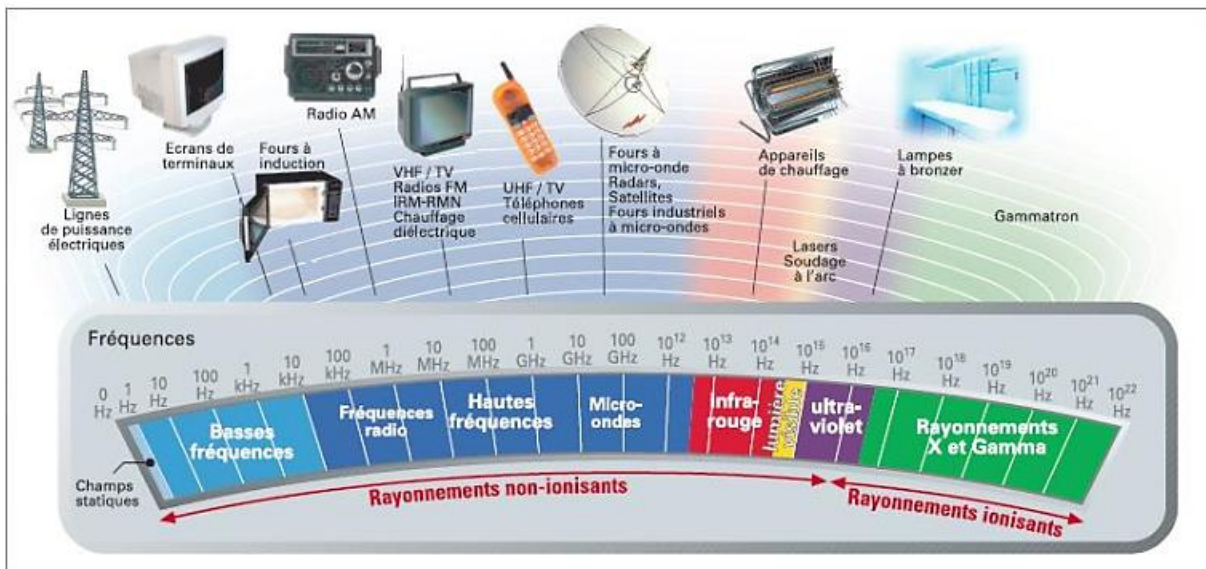 Lignes
de puissance
électriques
Ecrans de
terminaux
Fours à
induction
Radio AM
VHF / TV
Radios FM
IRM-RMN
Chauffage
diélectrique
UHF / TV
Téléphones
cellulaires
Fours à
micro-onde
Radars,
Satellites
Fours industriels
à micro-ondes
Appareils
de chauffage
Lasers
Soudage
à l'arc
Lampes
à bronzer
Gammatron
Fréquences
0 Hz
1 Hz
10 Hz
100 Hz
1 kHz
10 kHz
100 kHz
1 MHz
10 MHz
100 MHz
1 GHz
10 GHz
100 GHz
10¹² Hz
10¹³ Hz
10¹⁴ Hz
10¹⁵ Hz
10¹⁶ Hz
10¹⁷ Hz
10¹⁸ Hz
10¹⁹ Hz
10²⁰ Hz
10²¹ Hz
10²² Hz
Champs
statiques
Basses
fréquences
Fréquences
radio
Hautes
fréquences
Micro-
ondes
Infra-
rouge
lumière
visible
ultra-
violet
Rayonnements
X et Gamma
Rayonnements non-ionisants
Rayonnements ionisants